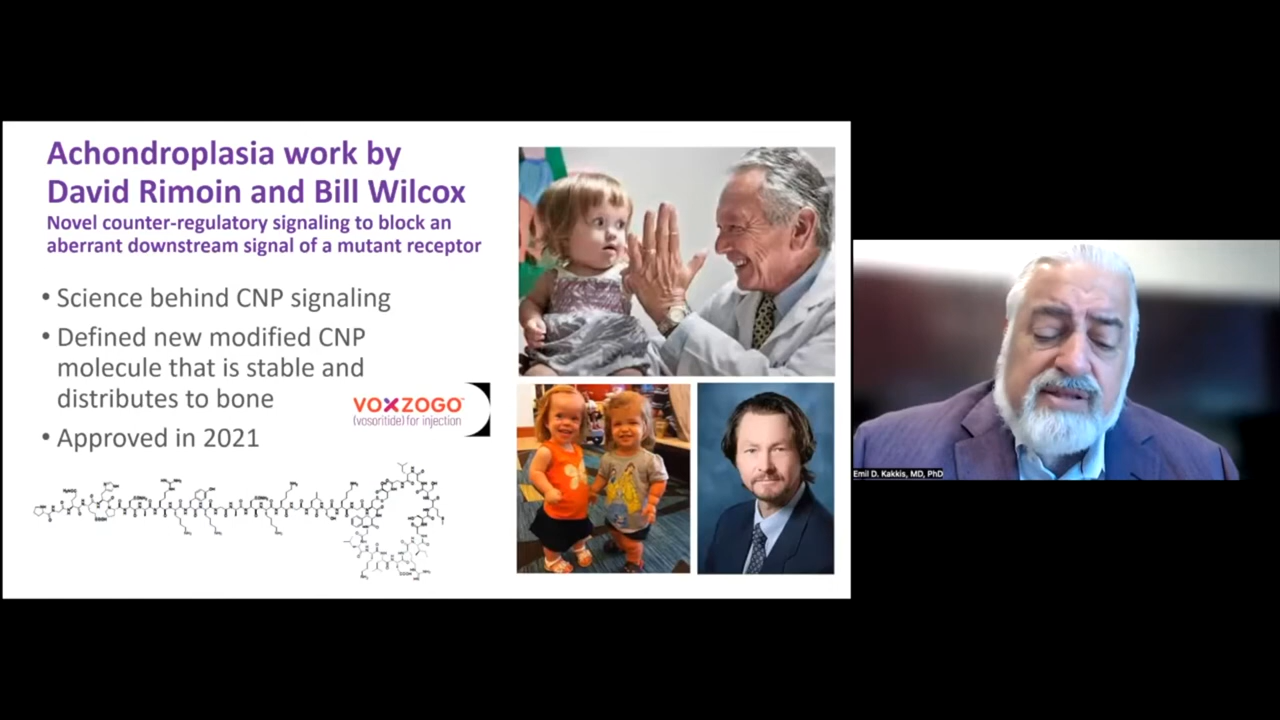 Achondroplasia work by
David Rimoin and Bill Wilcox
Novel counter-regulatory signaling to block an
aberrant downstream signal of a mutant receptor
• Science behind CNP signaling
• Defined new modified CNP
molecule that is stable and
distributes to bone
VOXZOGO™
(vosoritide) for injection
• Approved in 2021
Emil D. Kakkis, MD, PhD